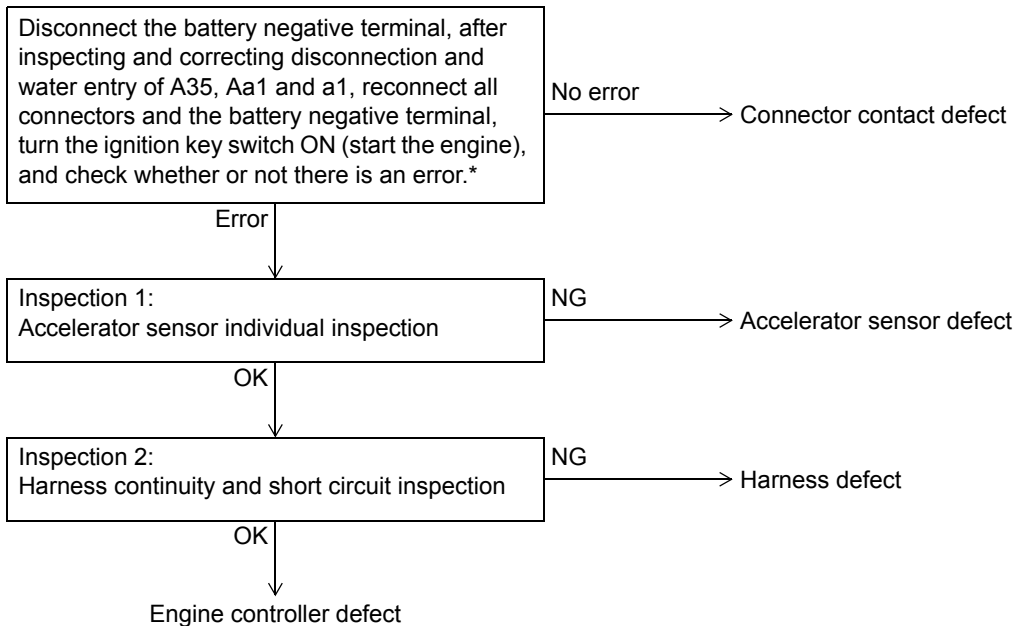 Disconnect the battery negative terminal, after
inspecting and correcting disconnection and
water entry of A35, Aa1 and a1, reconnect all
connectors and the battery negative terminal,
turn the ignition key switch ON (start the engine),
and check whether or not there is an error.*
No error
Connector contact defect
Error
Inspection 1:
Accelerator sensor individual inspection
NG
Accelerator sensor defect
OK
Inspection 2:
Harness continuity and short circuit inspection
NG
Harness defect
OK
Engine controller defect